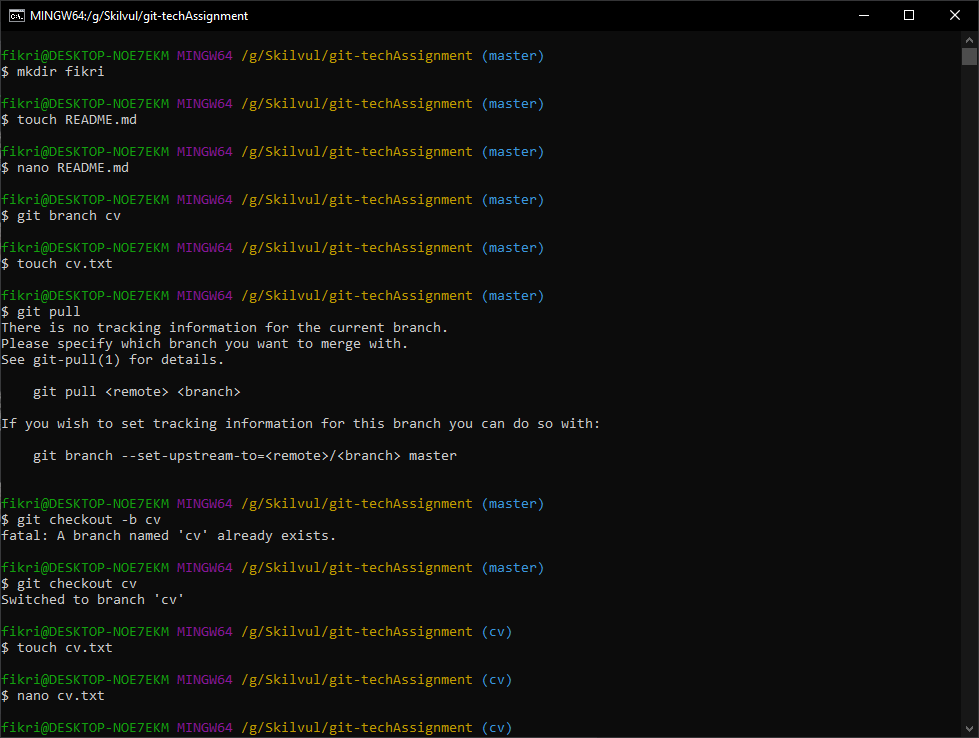 MINGW64:/g/Skilvul/git-techAssignment
fikri@DESKTOP-NOE7EKM MINGW64 /g/Skilvul/git-techAssignment (master)
$ mkdir fikri
fikri@DESKTOP-NOE7EKM MINGW64 /g/Skilvul/git-techAssignment (master)
$ touch README.md
fikri@DESKTOP-NOE7EKM MINGW64 /g/Skilvul/git-techAssignment (master)
$ nano README.md
fikri@DESKTOP-NOE7EKM MINGW64 /g/Skilvul/git-techAssignment (master)
$ git branch cv
fikri@DESKTOP-NOE7EKM MINGW64 /g/Skilvul/git-techAssignment (master)
$ touch cv.txt
fikri@DESKTOP-NOE7EKM MINGW64 /g/Skilvul/git-techAssignment (master)
$ git pull
There is no tracking information for the current branch.
Please specify which branch you want to merge with.
See git-pull(1) for details.
    git pull <remote> <branch>
If you wish to set tracking information for this branch you can do so with:
    git branch --set-upstream-to=<remote>/<branch> master
fikri@DESKTOP-NOE7EKM MINGW64 /g/Skilvul/git-techAssignment (master)
$ git checkout -b cv
fatal: A branch named 'cv' already exists.
fikri@DESKTOP-NOE7EKM MINGW64 /g/Skilvul/git-techAssignment (master)
$ git checkout cv
Switched to branch 'cv'
fikri@DESKTOP-NOE7EKM MINGW64 /g/Skilvul/git-techAssignment (cv)
$ touch cv.txt
fikri@DESKTOP-NOE7EKM MINGW64 /g/Skilvul/git-techAssignment (cv)
$ nano cv.txt
fikri@DESKTOP-NOE7EKM MINGW64 /g/Skilvul/git-techAssignment (cv)